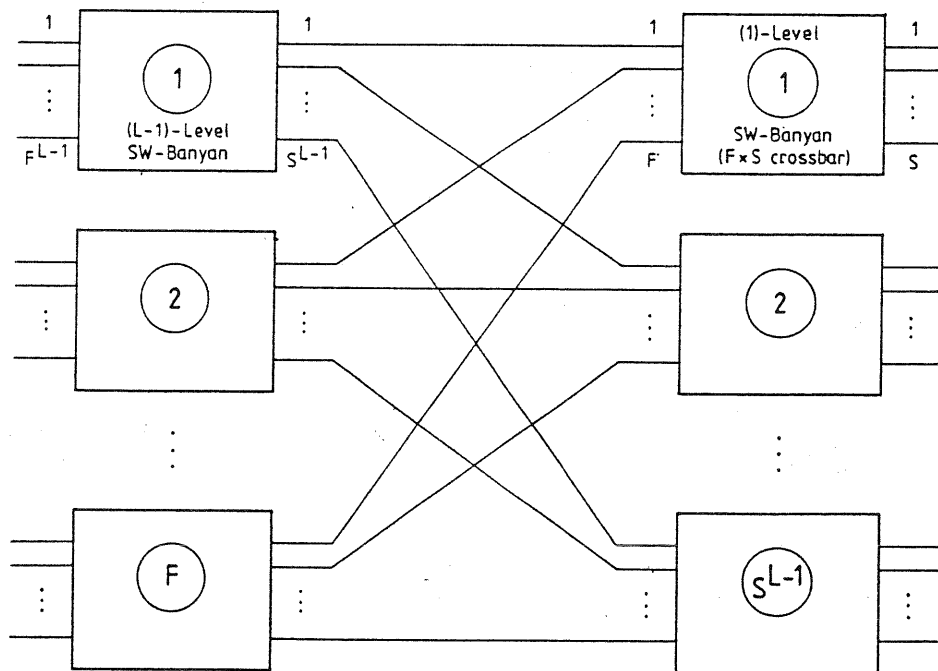 1 1 1 (1)-Level 1
1 1
(L-1)-Level
SW-Banyan
F^L-1 S^L-1 F SW-Banyan
(F×S crossbar) S
2 2
F S^L-1